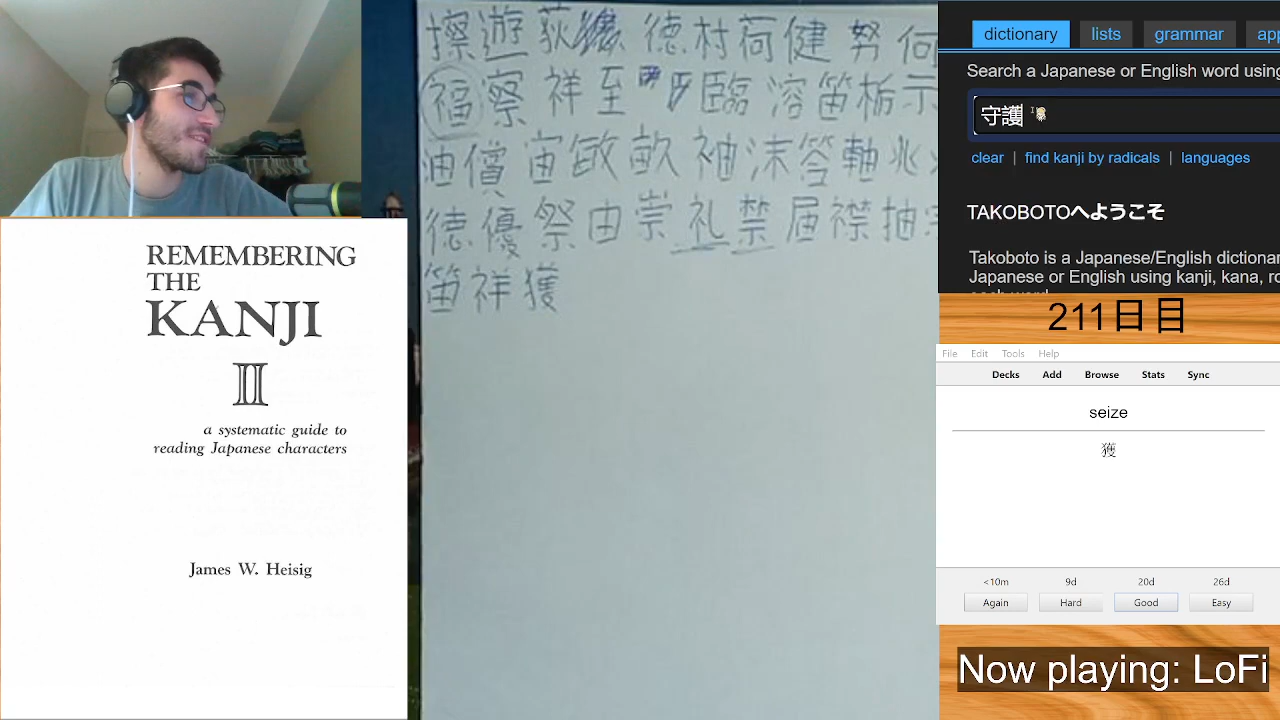 REMEMBERING
THE
KANJI
II
a systematic guide to
reading Japanese characters
James W. Heisig
擦遊荻 徳村荷健努何
福察祥至 臨溶笛栃示
油償宙敏畝袖沫答軸兆
徳優祭由崇礼禁届襟抽
笛祥獲
dictionary lists grammar app
Search a Japanese or English word using
守護
clear | find kanji by radicals | languages
TAKOBOTOへようこそ
Takoboto is a Japanese/English dictionar
Japanese or English using kanji, kana, ro
211日目
File Edit Tools Help
Decks Add Browse Stats Sync
seize
獲
<10m 9d 20d 26d
Again Hard Good Easy
Now playing: LoFi